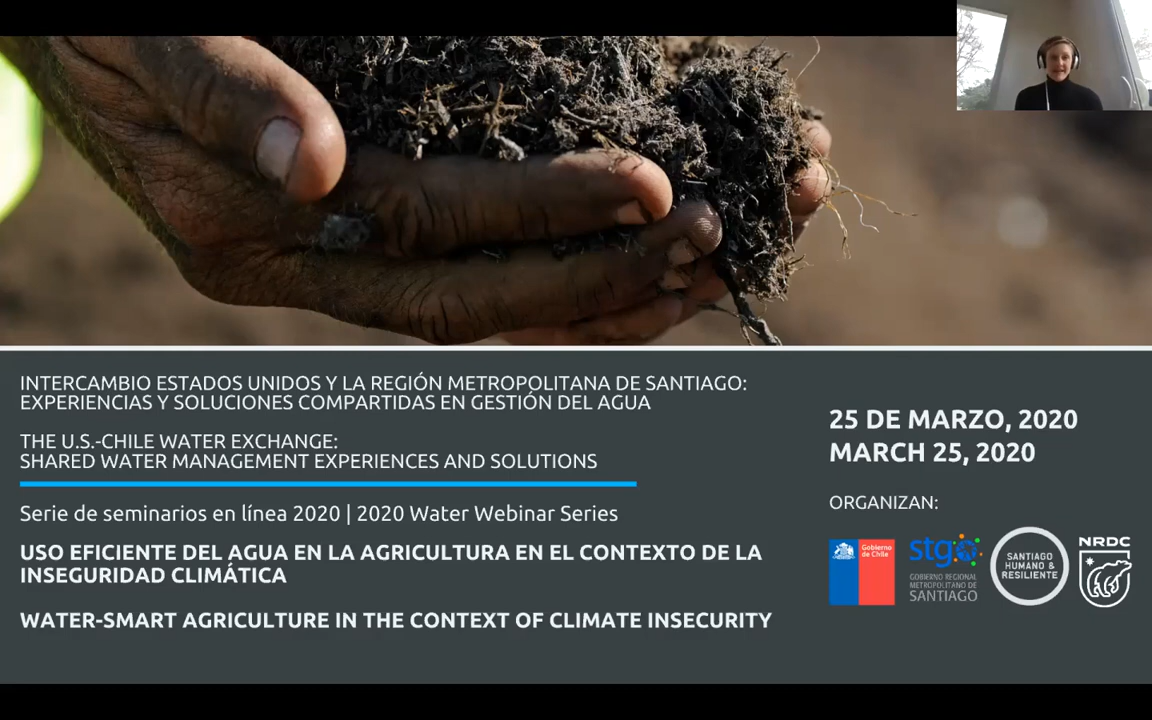 INTERCAMBIO ESTADOS UNIDOS Y LA REGIÓN METROPOLITANA DE SANTIAGO:
EXPERIENCIAS Y SOLUCIONES COMPARTIDAS EN GESTIÓN DEL AGUA
THE U.S.-CHILE WATER EXCHANGE:
SHARED WATER MANAGEMENT EXPERIENCES AND SOLUTIONS
Serie de seminarios en línea 2020 | 2020 Water Webinar Series
USO EFICIENTE DEL AGUA EN LA AGRICULTURA EN EL CONTEXTO DE LA
INSEGURIDAD CLIMÁTICA
WATER-SMART AGRICULTURE IN THE CONTEXT OF CLIMATE INSECURITY
25 DE MARZO, 2020
MARCH 25, 2020
ORGANIZAN:
Gobierno
de Chile
stgo
GOBIERNO REGIONAL
METROPOLITANO DE
SANTIAGO
SANTIAGO
HUMANO &
RESILIENTE
NRDC